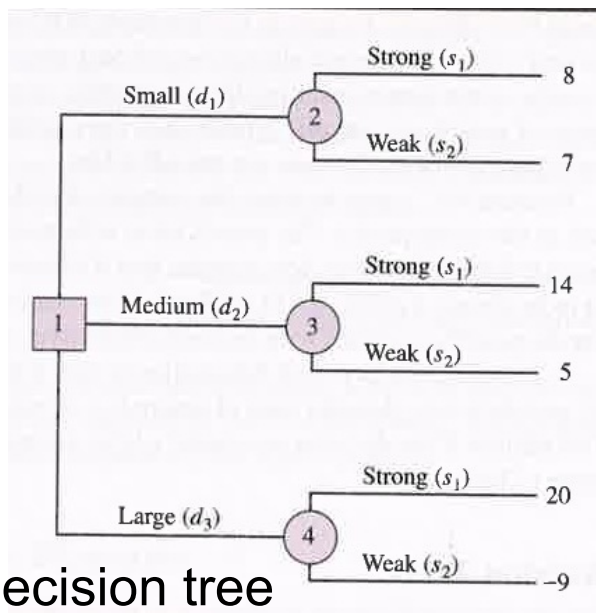 Strong (s₁)
8
Small (d₁)
2
Weak (s₂)
7
Strong (s₁)
14
1
Medium (d₂)
3
Weak (s₂)
5
Strong (s₁)
20
Large (d₃)
4
Weak (s₂)
-9
ecision tree